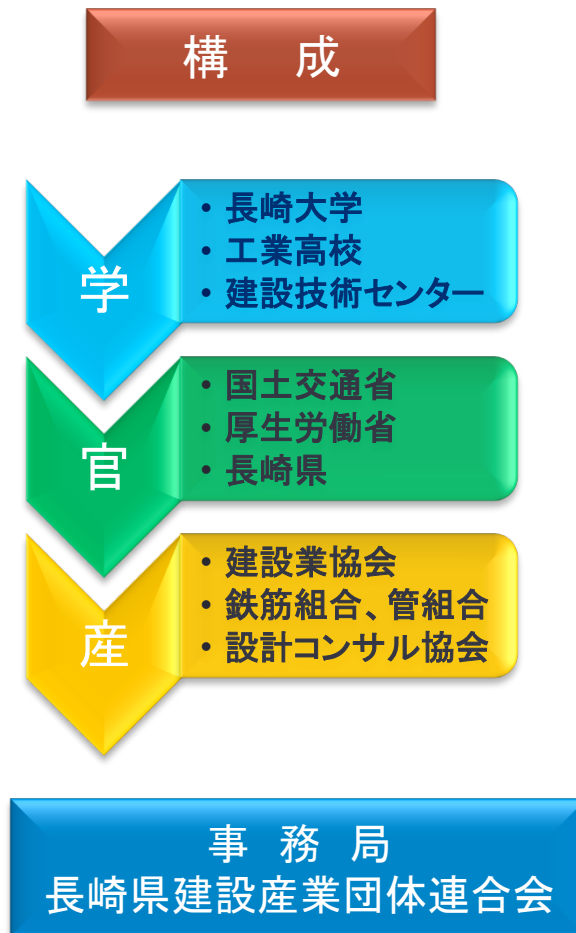 構　成
学
・長崎大学
・工業高校
・建設技術センター
官
・国土交通省
・厚生労働省
・長崎県
産
・建設業協会
・鉄筋組合、管組合
・設計コンサル協会
事 務 局
長崎県建設産業団体連合会